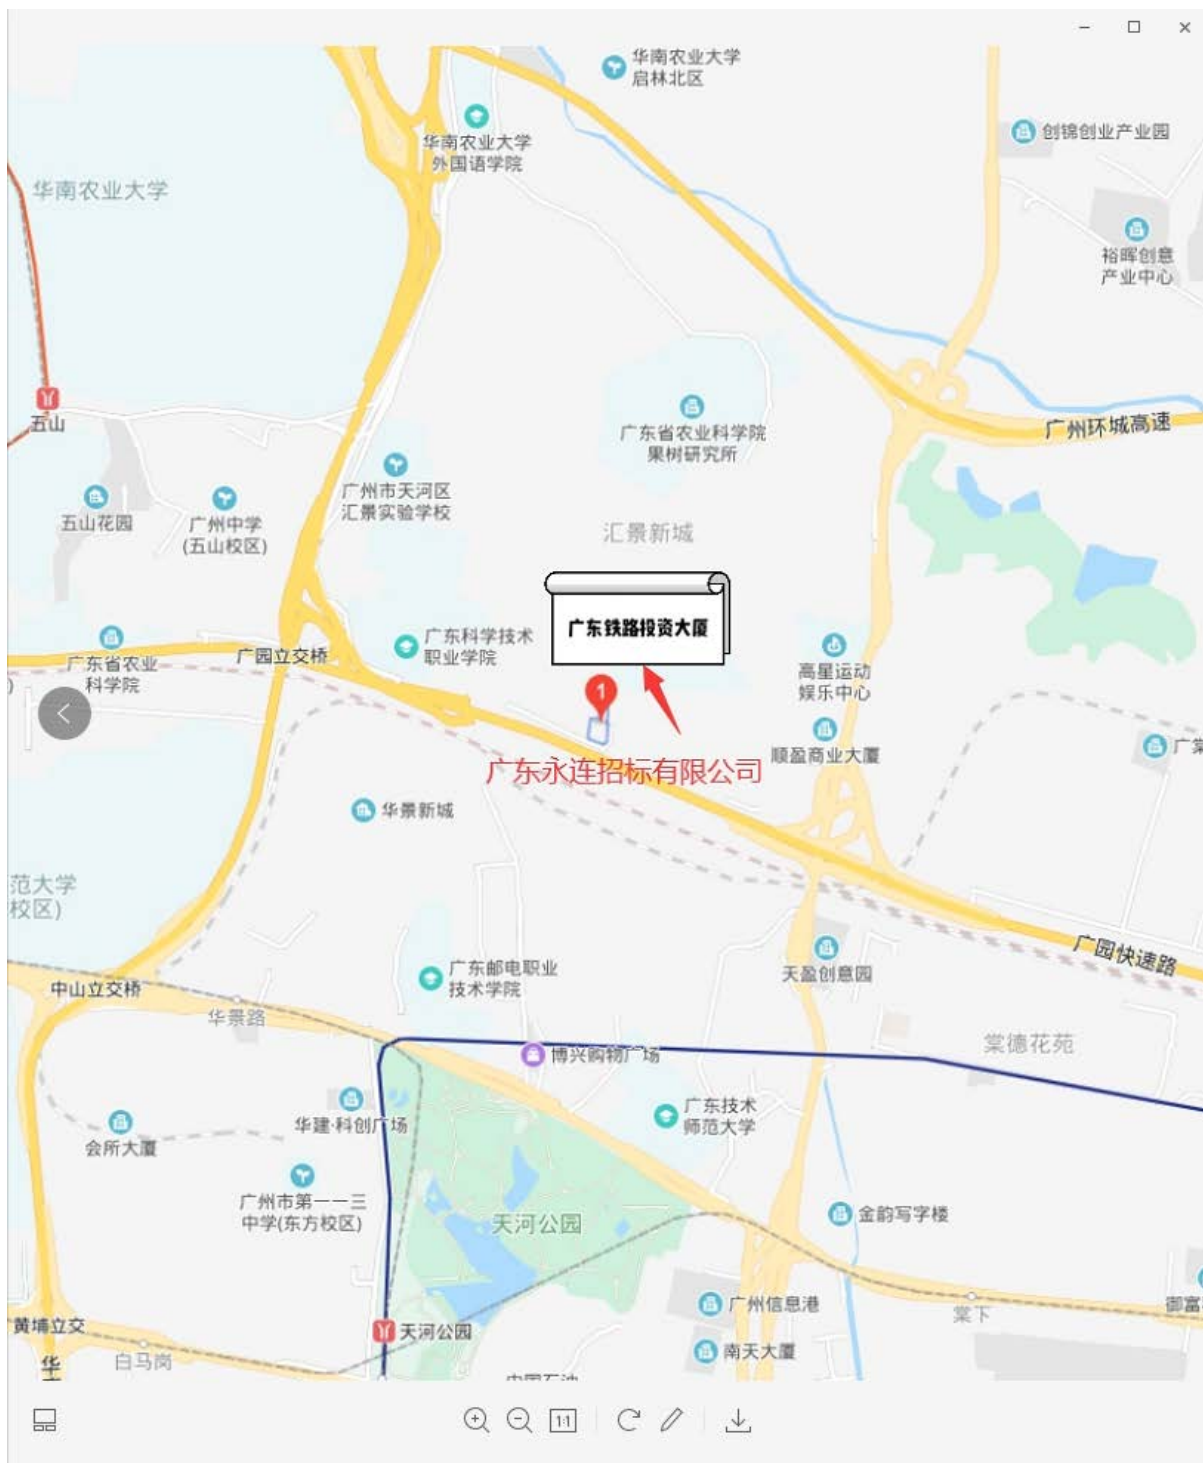 华南农业大学
启林北区
华南农业大学
外国语学院
创锦创业产业园
华南农业大学
裕晖创意
产业中心
五山
广东省农业科学院
果树研究所
广州环城高速
广州市天河区
汇景实验学校
五山花园
广州中学
(五山校区)
汇景新城
广东铁路投资大厦
广东科学技术
职业学院
广园立交桥
广东省农业
科学院
)
高星运动
娱乐中心
1
顺盈商业大厦
广东永连招标有限公司
华景新城
范大学
校区)
广园快速路
天盈创意园
广东邮电职业
技术学院
中山立交桥
华景路
棠德花苑
博兴购物广场
广东技术
师范大学
华建·科创广场
会所大厦
广州市第一一三
中学(东方校区)
天河公园
金韵写字楼
广州信息港
御富
棠下
黄埔立交
天河公园
南天大厦
白马岗
华
1:1